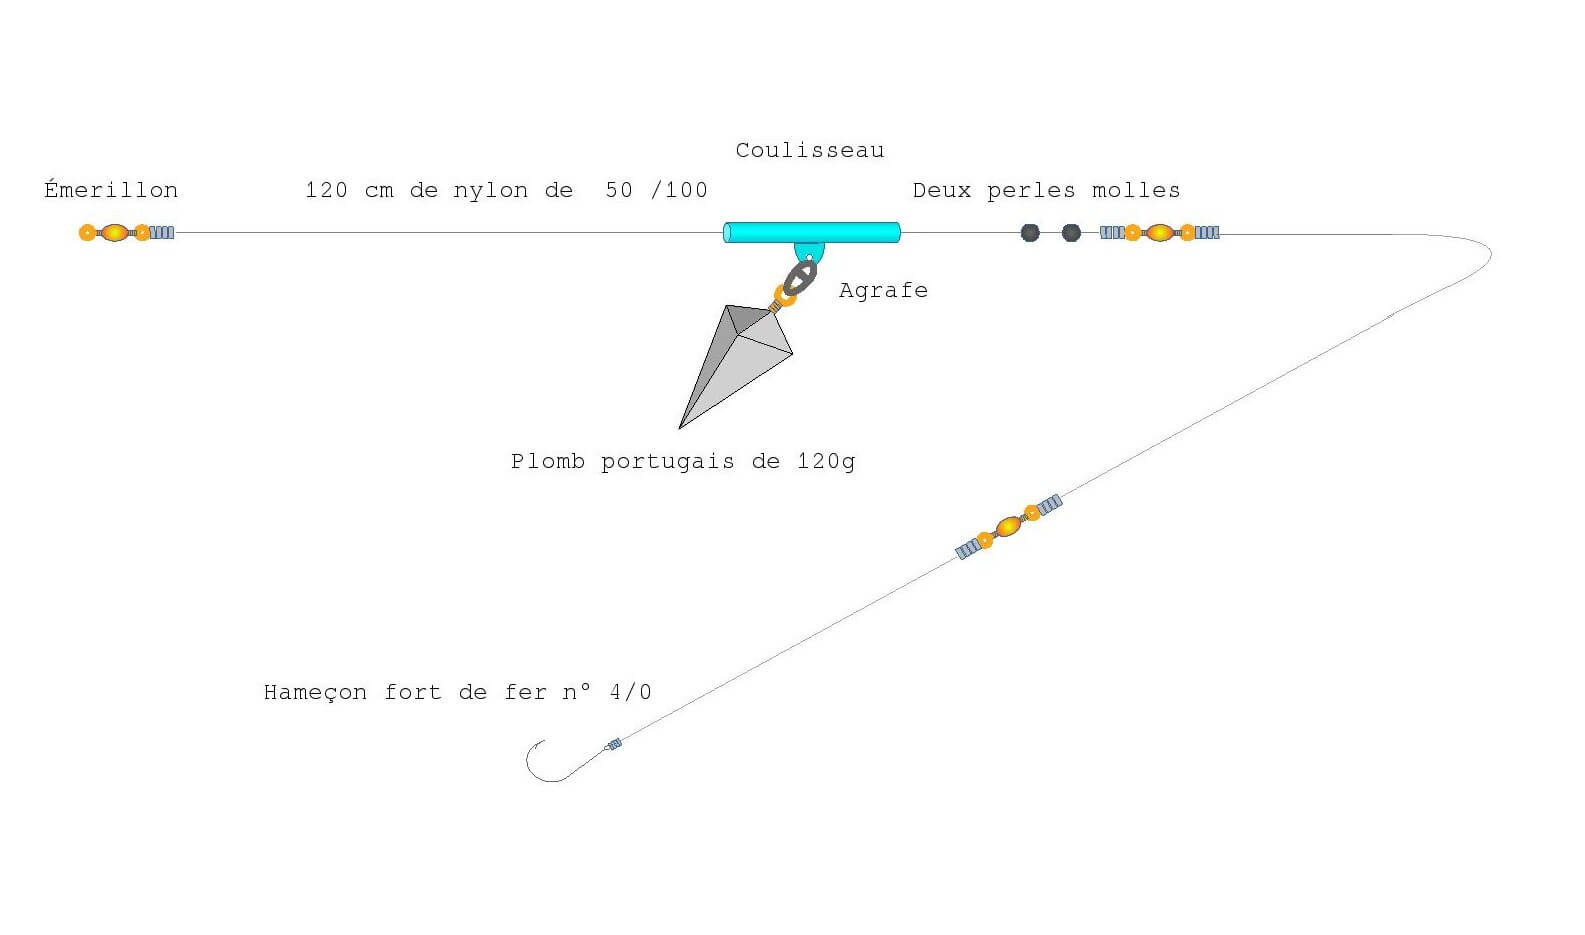 Coulisseau
Émerillon 120 cm de nylon de  50 /100 Deux perles molles
Agrafe
Plomb portugais de 120g
Hameçon fort de fer n° 4/0